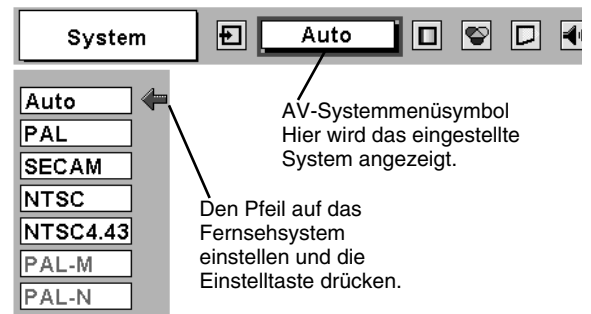 System
Auto
Auto
PAL
SECAM
NTSC
NTSC4.43
PAL-M
PAL-N
AV-Systemmenüsymbol
Hier wird das eingestellte
System angezeigt.
Den Pfeil auf das
Fernsehsystem
einstellen und die
Einstelltaste drücken.